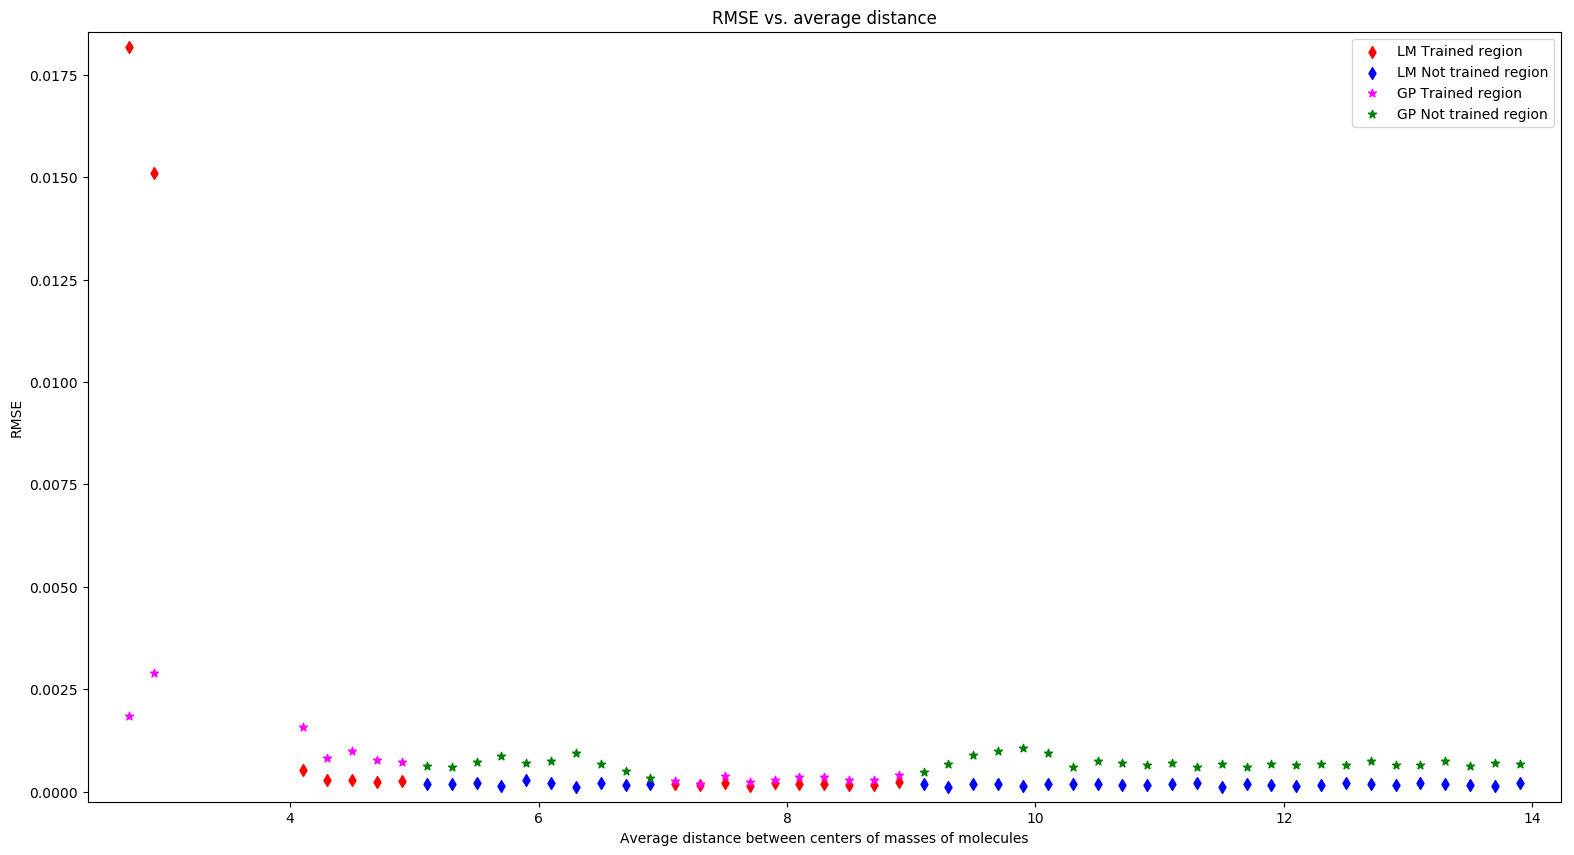 RMSE vs. average distance
LM Trained region
LM Not trained region
GP Trained region
GP Not trained region
0.0175
0.0150
0.0125
0.0100
0.0075
0.0050
0.0025
0.0000
RMSE
4
6
8
10
12
14
Average distance between centers of masses of molecules